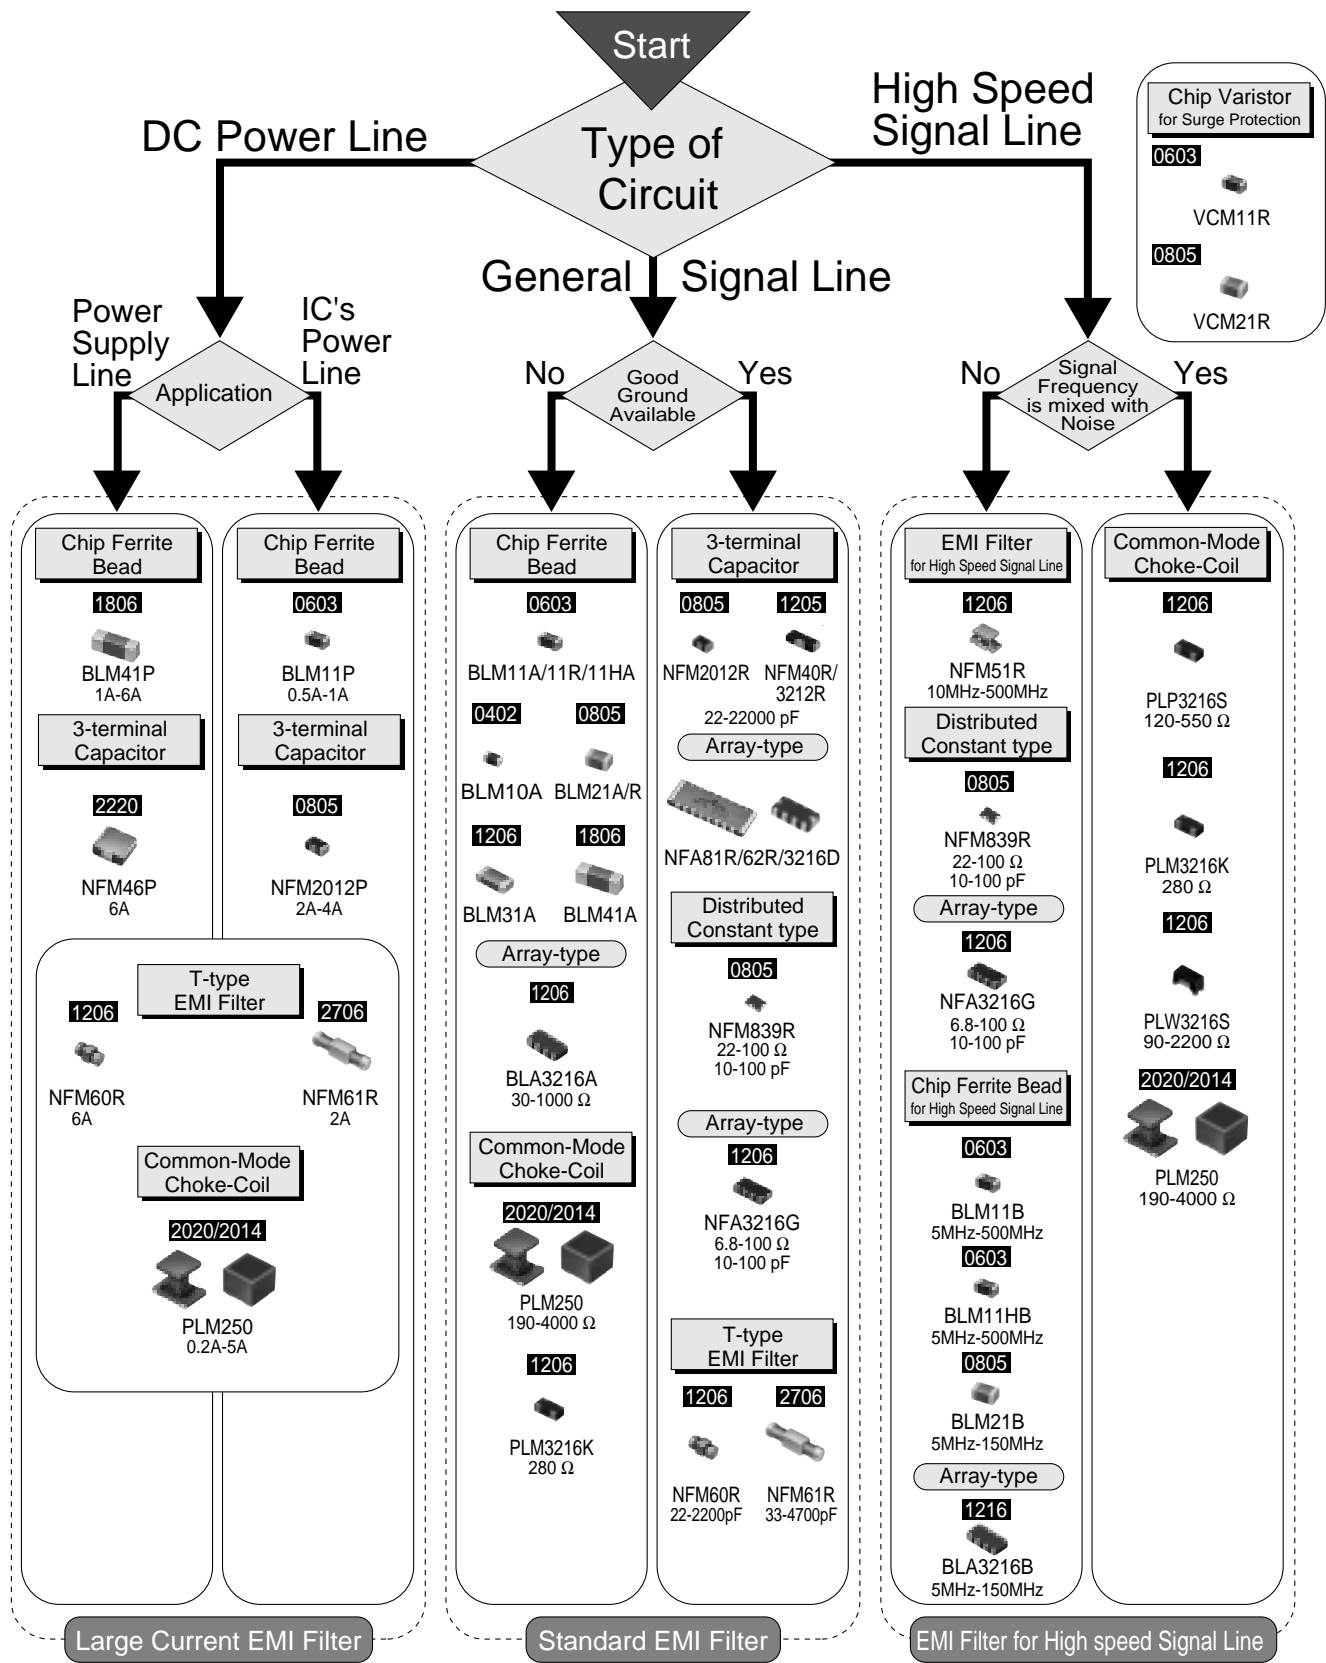 Start
Type of
Circuit
DC Power Line
High Speed
Signal Line
General Signal Line
Chip Varistor
for Surge Protection
0603
VCM11R
0805
VCM21R
Power
Supply
Line
IC's
Power
Line
Application
No
Good
Ground
Available
Yes
No
Signal
Frequency
is mixed with
Noise
Yes
Chip Ferrite
Bead
1806
BLM41P
1A-6A
3-terminal
Capacitor
2220
NFM46P
6A
Chip Ferrite
Bead
0603
BLM11P
0.5A-1A
3-terminal
Capacitor
0805
NFM2012P
2A-4A
T-type
EMI Filter
1206
NFM60R
6A
2706
NFM61R
2A
Common-Mode
Choke-Coil
2020/2014
PLM250
0.2A-5A
Large Current EMI Filter
Chip Ferrite
Bead
0603
BLM11A/11R/11HA
0402
BLM10A
0805
BLM21A/R
1206
BLM31A
1806
BLM41A
Array-type
1206
BLA3216A
30-1000 Ω
Common-Mode
Choke-Coil
2020/2014
PLM250
190-4000 Ω
1206
PLM3216K
280 Ω
3-terminal
Capacitor
0805
NFM2012R
1205
NFM40R/
3212R
22-22000 pF
Array-type
NFA81R/62R/3216D
Distributed
Constant type
0805
NFM839R
22-100 Ω
10-100 pF
Array-type
1206
NFA3216G
6.8-100 Ω
10-100 pF
T-type
EMI Filter
1206
NFM60R
22-2200pF
2706
NFM61R
33-4700pF
Standard EMI Filter
EMI Filter
for High Speed Signal Line
1206
NFM51R
10MHz-500MHz
Distributed
Constant type
0805
NFM839R
22-100 Ω
10-100 pF
Array-type
1206
NFA3216G
6.8-100 Ω
10-100 pF
Chip Ferrite Bead
for High Speed Signal Line
0603
BLM11B
5MHz-500MHz
0603
BLM11HB
5MHz-500MHz
0805
BLM21B
5MHz-150MHz
Array-type
1216
BLA3216B
5MHz-150MHz
Common-Mode
Choke-Coil
1206
PLP3216S
120-550 Ω
1206
PLM3216K
280 Ω
1206
PLW3216S
90-2200 Ω
2020/2014
PLM250
190-4000 Ω
EMI Filter for High speed Signal Line